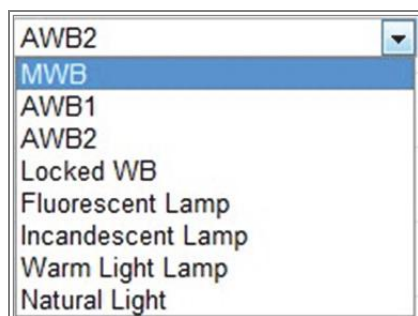 AWB2
MWB
AWB1
AWB2
Locked WB
Fluorescent Lamp
Incandescent Lamp
Warm Light Lamp
Natural Light